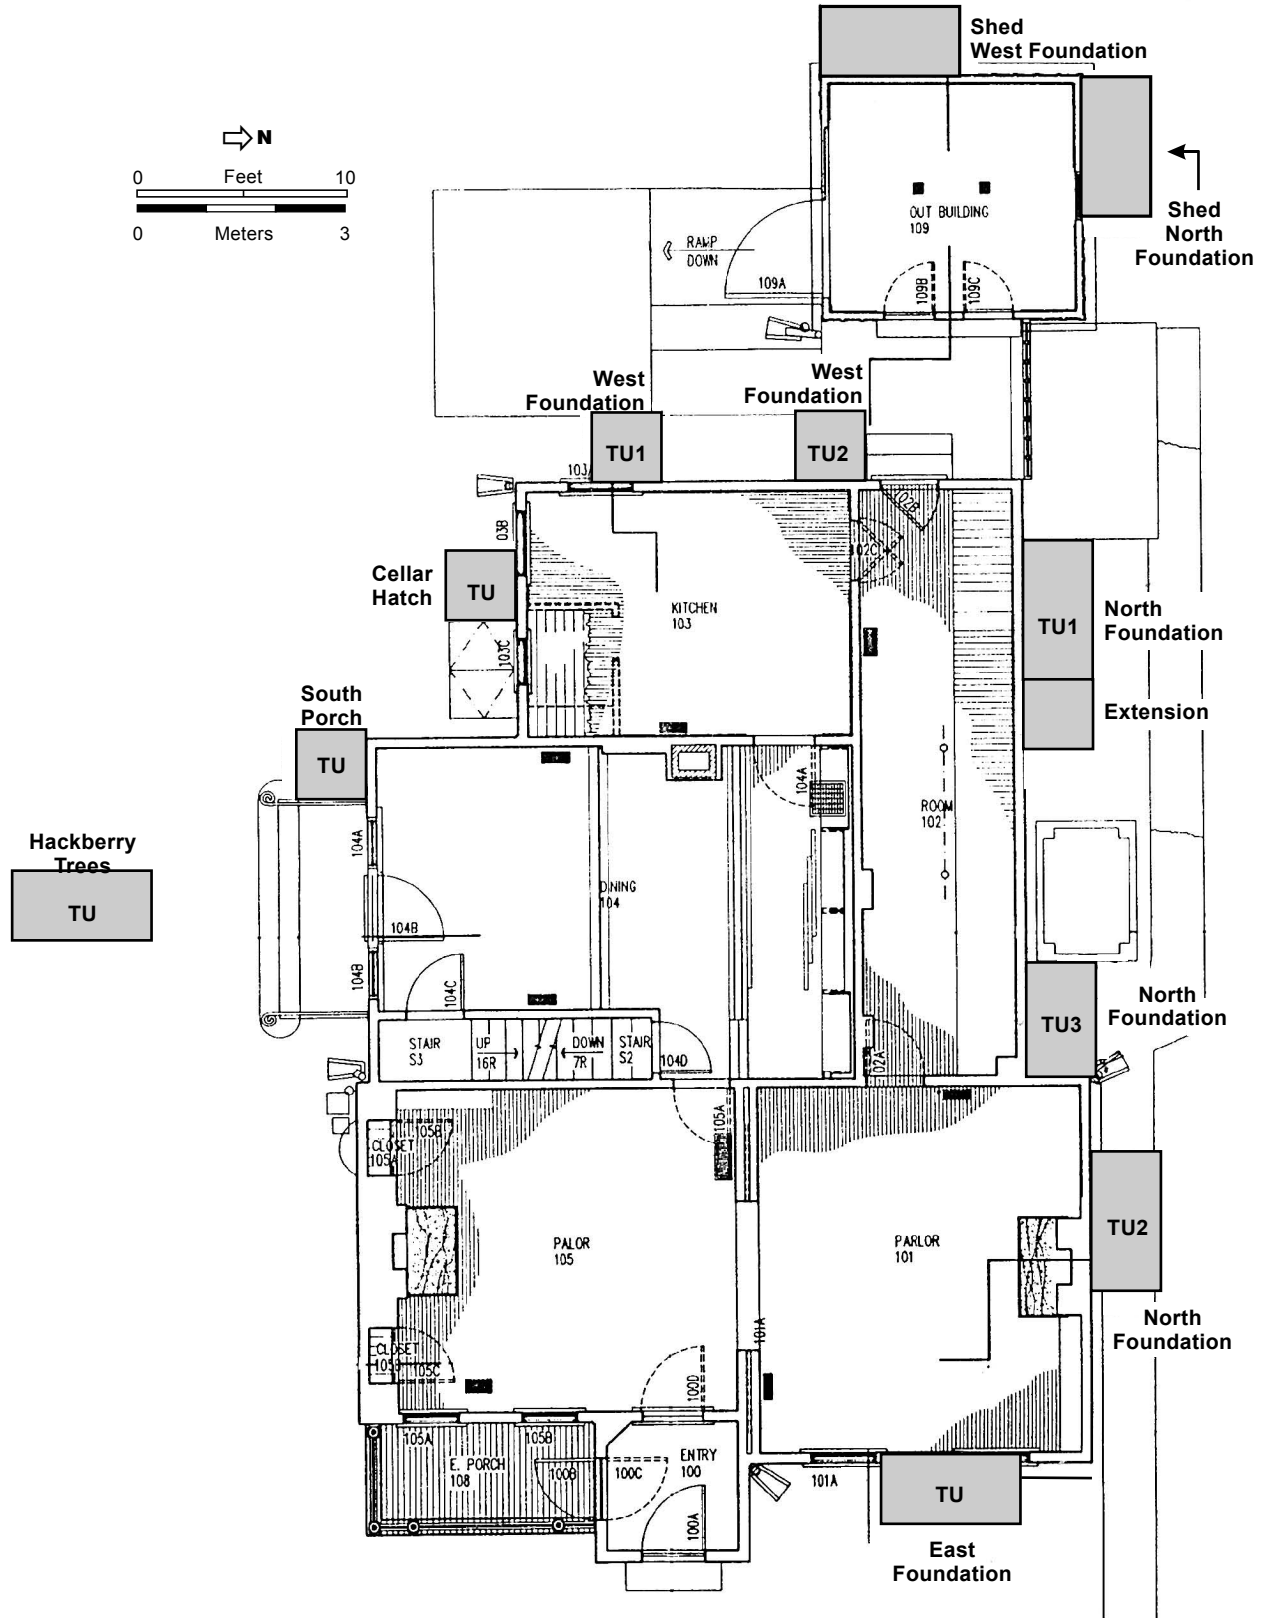 Shed
West Foundation
N
0 Feet 10
0 Meters 3
Shed
North
Foundation
OUT BUILDING
109
RAMP
DOWN
109A
109B
109C
West
Foundation
TU1
West
Foundation
TU2
103A
102B
102C
03B
Cellar
Hatch
TU
KITCHEN
103
103C
TU1
North
Foundation
Extension
South
Porch
TU
104A
104A
ROOM
102
Hackberry
Trees
TU
DINING
104
104B
104B
104C
North
Foundation
TU3
STAIR
S3
UP
16R
DOWN
7R
STAIR
S2
104D
102A
105A
CLOSET
105A
105B
PALOR
105
PARLOR
101
TU2
North
Foundation
101A
CLOSET
105B
105C
100D
105A
105B
E. PORCH
108
100B
100C
ENTRY
100
100A
101A
TU
East
Foundation